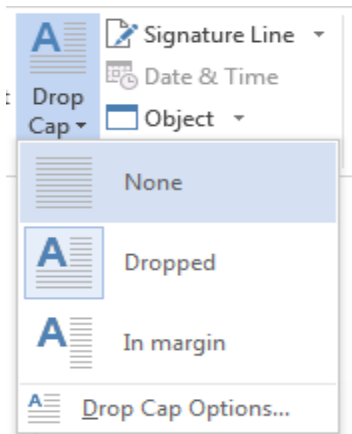 Signature Line
Date & Time
Drop
Cap
Object
None
Dropped
In margin
Drop Cap Options...